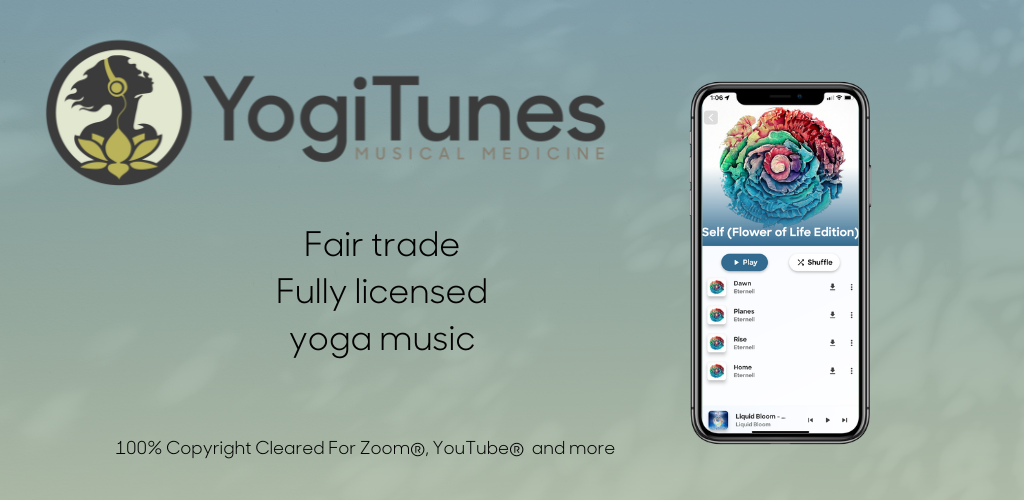 YogiTunes
MUSICAL MEDICINE
Fair trade
Fully licensed
yoga music
100% Copyright Cleared For Zoom®, YouTube® and more
1:06
Self (Flower of Life Edition)
Play
Shuffle
Dawn
Eternell
Planes
Eternell
Rise
Eternell
Home
Eternell
Liquid Bloom - ...
Liquid Bloom